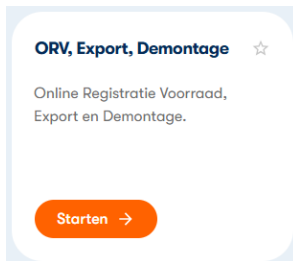 ORV, Export, Demontage
Online Registratie Voorraad,
Export en Demontage.
Starten